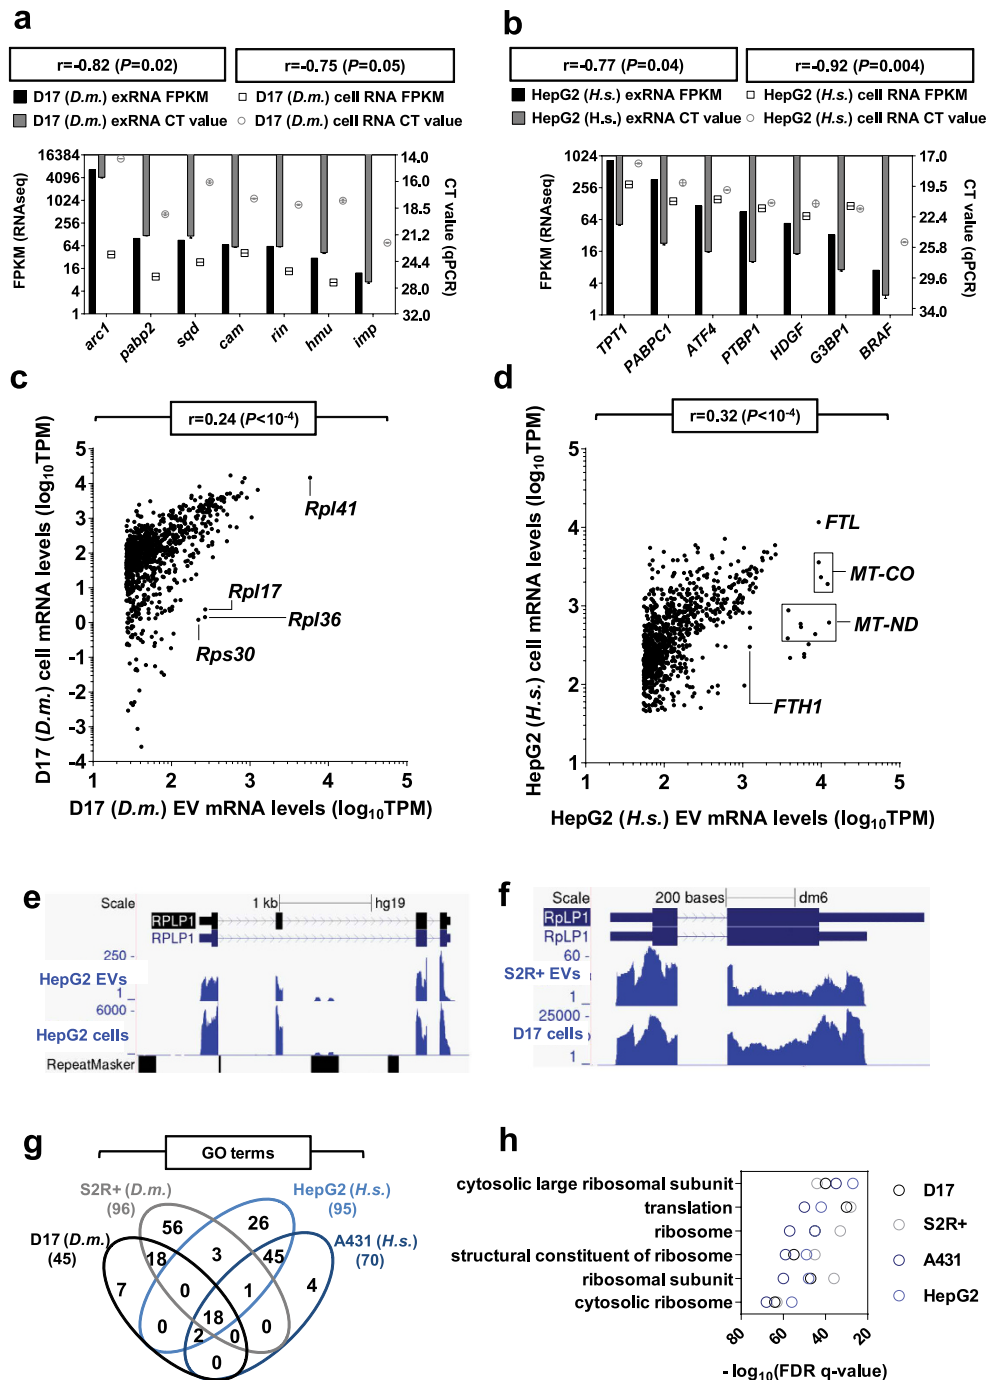 a
r=-0.82 (P=0.02)
r=-0.75 (P=0.05)
D17 (D.m.) exRNA FPKM
D17 (D.m.) cell RNA FPKM
D17 (D.m.) exRNA CT value
D17 (D.m.) cell RNA CT value
FPKM (RNAseq)
16384
4096
1024
256
64
16
4
1
14.0
16.0
18.5
21.2
24.4
28.0
32.0
CT value (qPCR)
arc1
pabp2
sqd
cam
rin
hmu
imp
b
r=-0.77 (P=0.04)
r=-0.92 (P=0.004)
HepG2 (H.s.) exRNA FPKM
HepG2 (H.s.) cell RNA FPKM
HepG2 (H.s.) exRNA CT value
HepG2 (H.s.) cell RNA CT value
FPKM (RNAseq)
1024
256
64
16
4
1
17.0
19.5
22.4
25.8
29.6
34.0
CT value (qPCR)
TPT1
PABPC1
ATF4
PTBP1
HDGF
G3BP1
BRAF
c
r=0.24 (P<10-4)
D17 (D.m.) cell mRNA levels (log10TPM)
5
4
3
2
1
0
-1
-2
-3
-4
Rpl41
Rpl17
Rpl36
Rps30
1
2
3
4
5
D17 (D.m.) EV mRNA levels (log10TPM)
d
r=0.32 (P<10-4)
HepG2 (H.s.) cell mRNA levels (log10TPM)
5
4
3
2
1
FTL
MT-CO
MT-ND
FTH1
1
2
3
4
5
HepG2 (H.s.) EV mRNA levels (log10TPM)
e
Scale
1 kb
hg19
RPLP1
RPLP1
250
HepG2 EVs
1
6000
HepG2 cells
1
RepeatMasker
f
Scale
200 bases
dm6
RpLP1
RpLP1
60
S2R+ EVs
1
25000
D17 cells
1
g
GO terms
S2R+ (D.m.)
(96)
HepG2 (H.s.)
(95)
D17 (D.m.)
(45)
A431 (H.s.)
(70)
56
26
18
3
45
7
0
1
4
18
0
2
0
0
0
h
cytosolic large ribosomal subunit
translation
ribosome
structural constituent of ribosome
ribosomal subunit
cytosolic ribosome
80
60
40
20
- log10(FDR q-value)
D17
S2R+
A431
HepG2